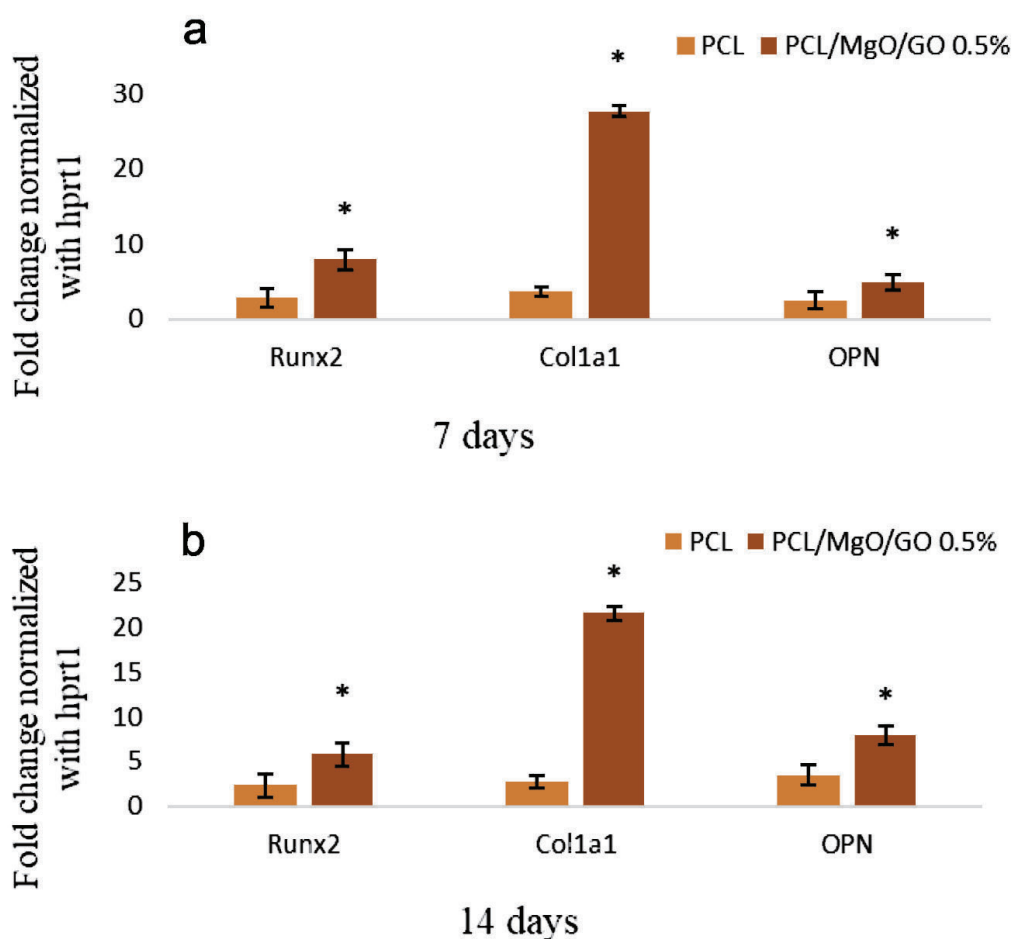 a
PCL PCL/MgO/GO 0.5%
Fold change normalized
with hprt1
30
20
10
0
* * *
Runx2 Col1a1 OPN
7 days
b
PCL PCL/MgO/GO 0.5%
Fold change normalized
with hprt1
25
20
15
10
5
0
* * *
Runx2 Col1a1 OPN
14 days